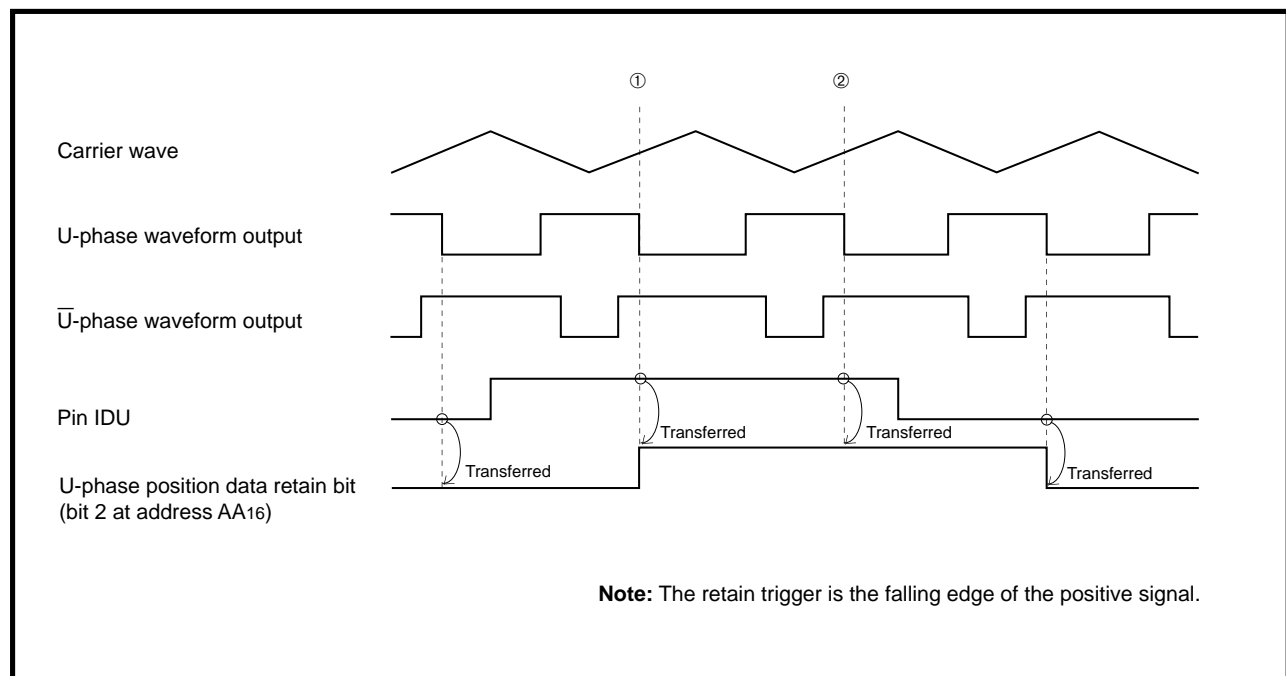 ① ②
Carrier wave
U-phase waveform output
U̅-phase waveform output
Pin IDU
Transferred Transferred
Transferred Transferred
U-phase position data retain bit
(bit 2 at address AA16)
Note: The retain trigger is the falling edge of the positive signal.